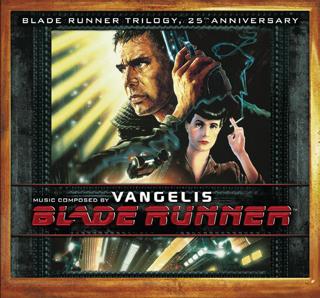 BLADE RUNNER TRILOGY, 25TH ANNIVERSARY
MUSIC COMPOSED BY VANGELIS
BLADE RUNNER